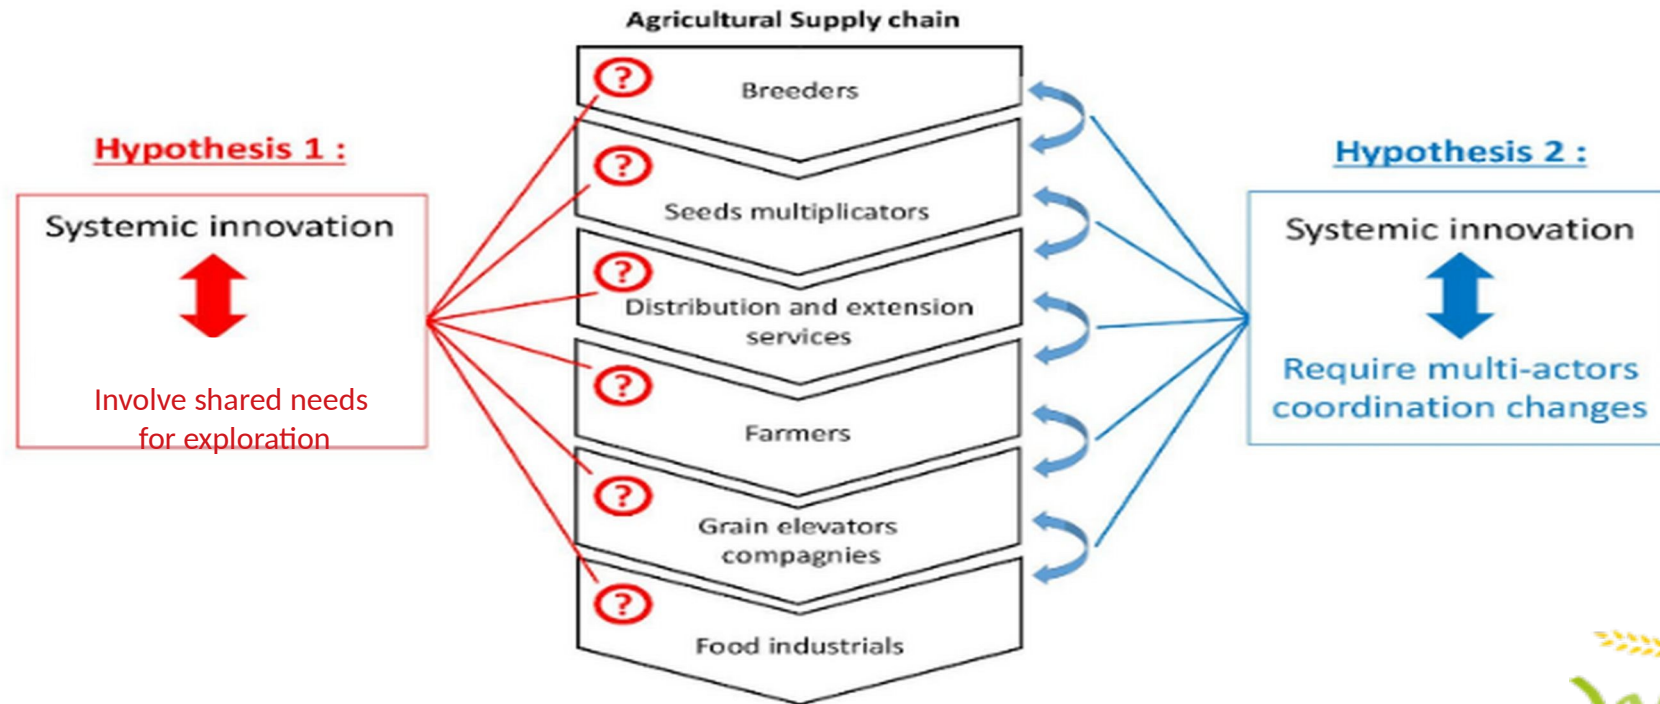 Agricultural Supply chain
Hypothesis 1 :
Systemic innovation
Involve shared needs
for exploration
?
Breeders
?
Seeds multiplicators
?
Distribution and extension
services
?
Farmers
?
Grain elevators
compagnies
?
Food industrials
Hypothesis 2 :
Systemic innovation
Require multi-actors
coordination changes